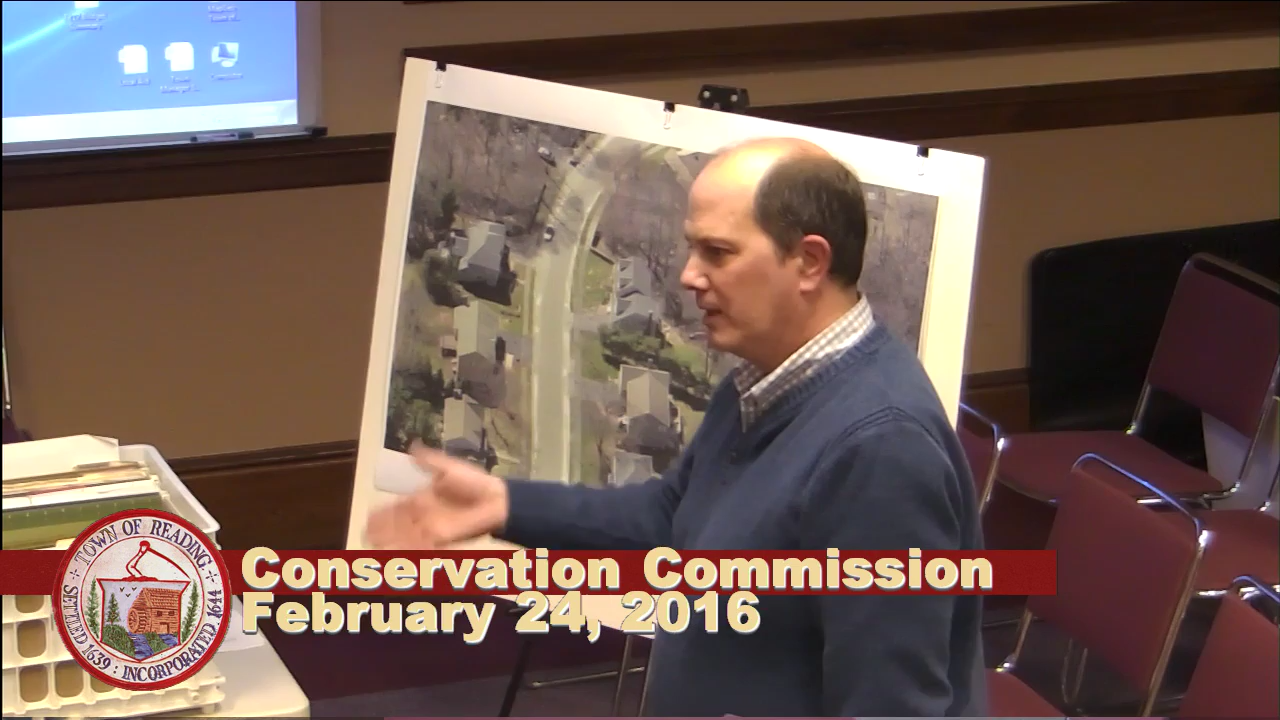 Conservation Commission
February 24, 2016
TOWN OF READING
SETTLED 1639 : INCORPORATED 1644